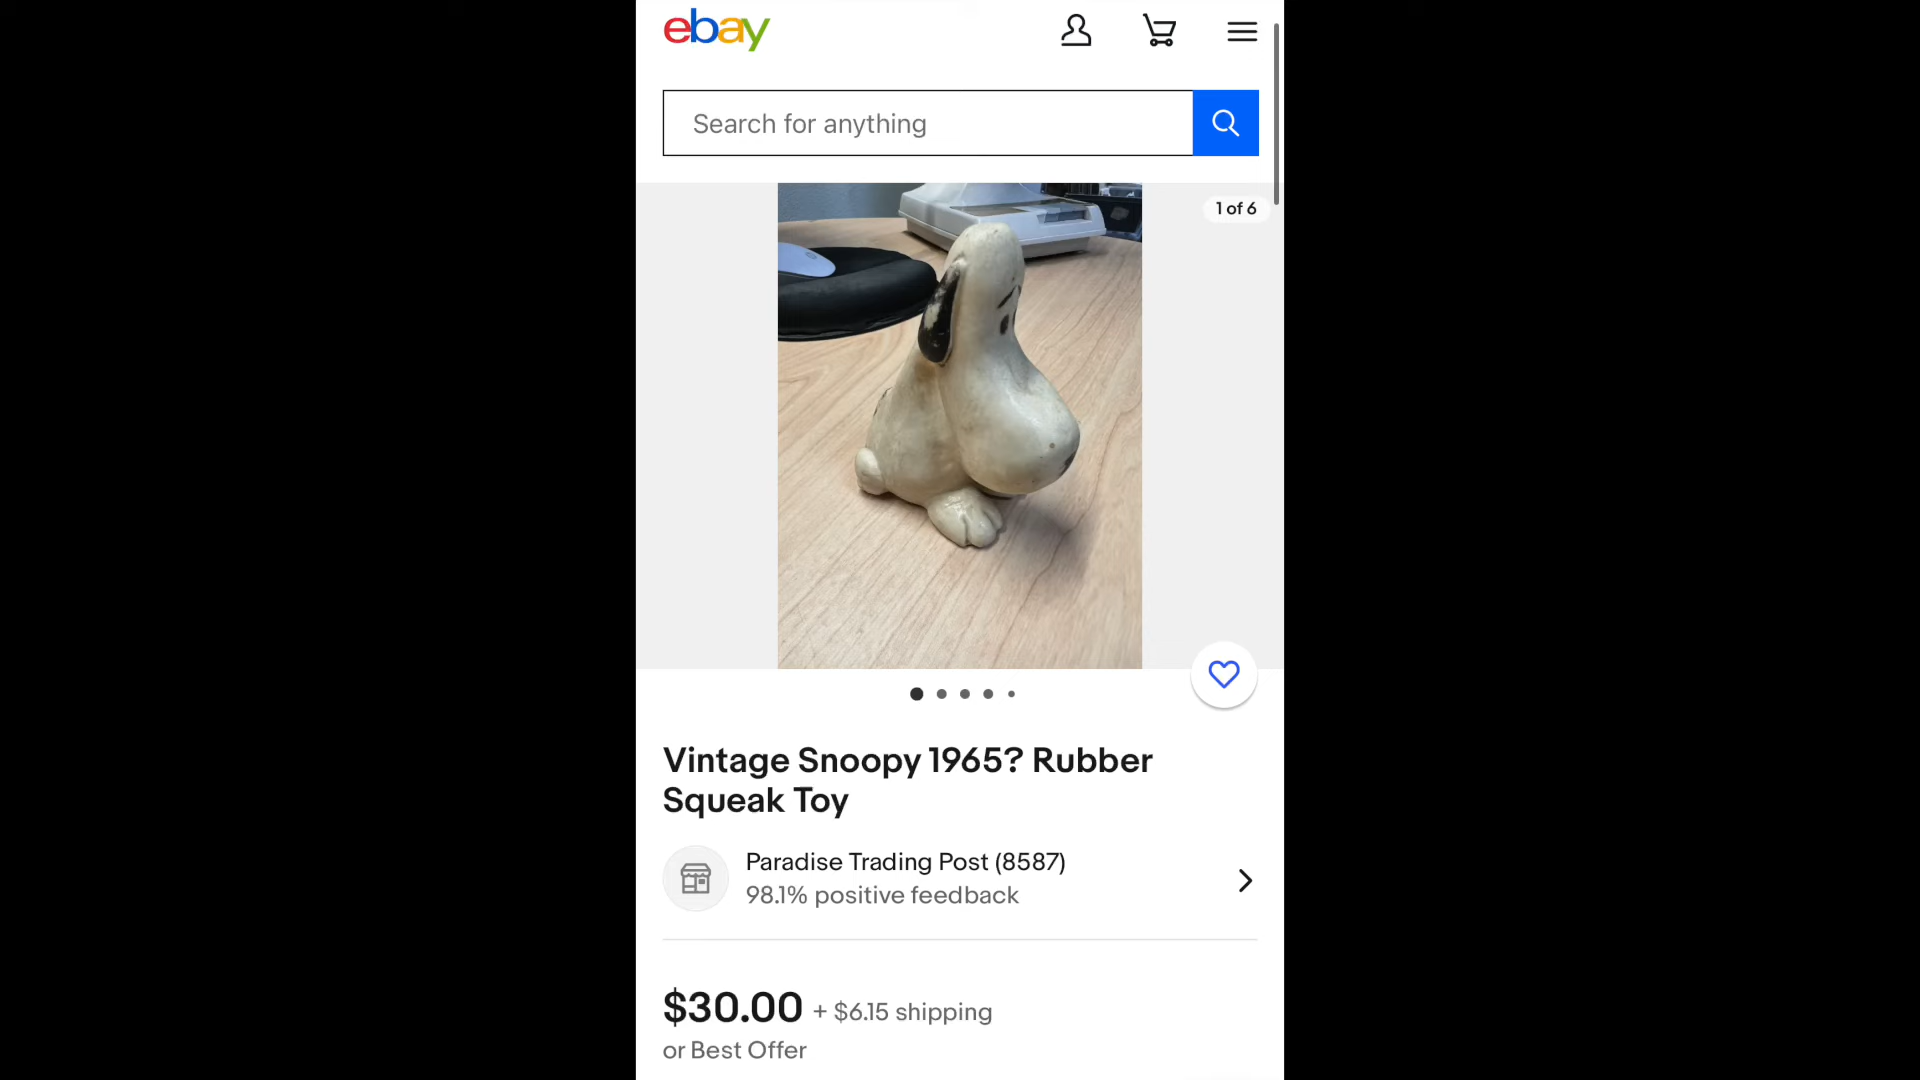 ebay
Search for anything
1 of 6
Vintage Snoopy 1965? Rubber
Squeak Toy
Paradise Trading Post (8587)
98.1% positive feedback
$30.00 + $6.15 shipping
or Best Offer